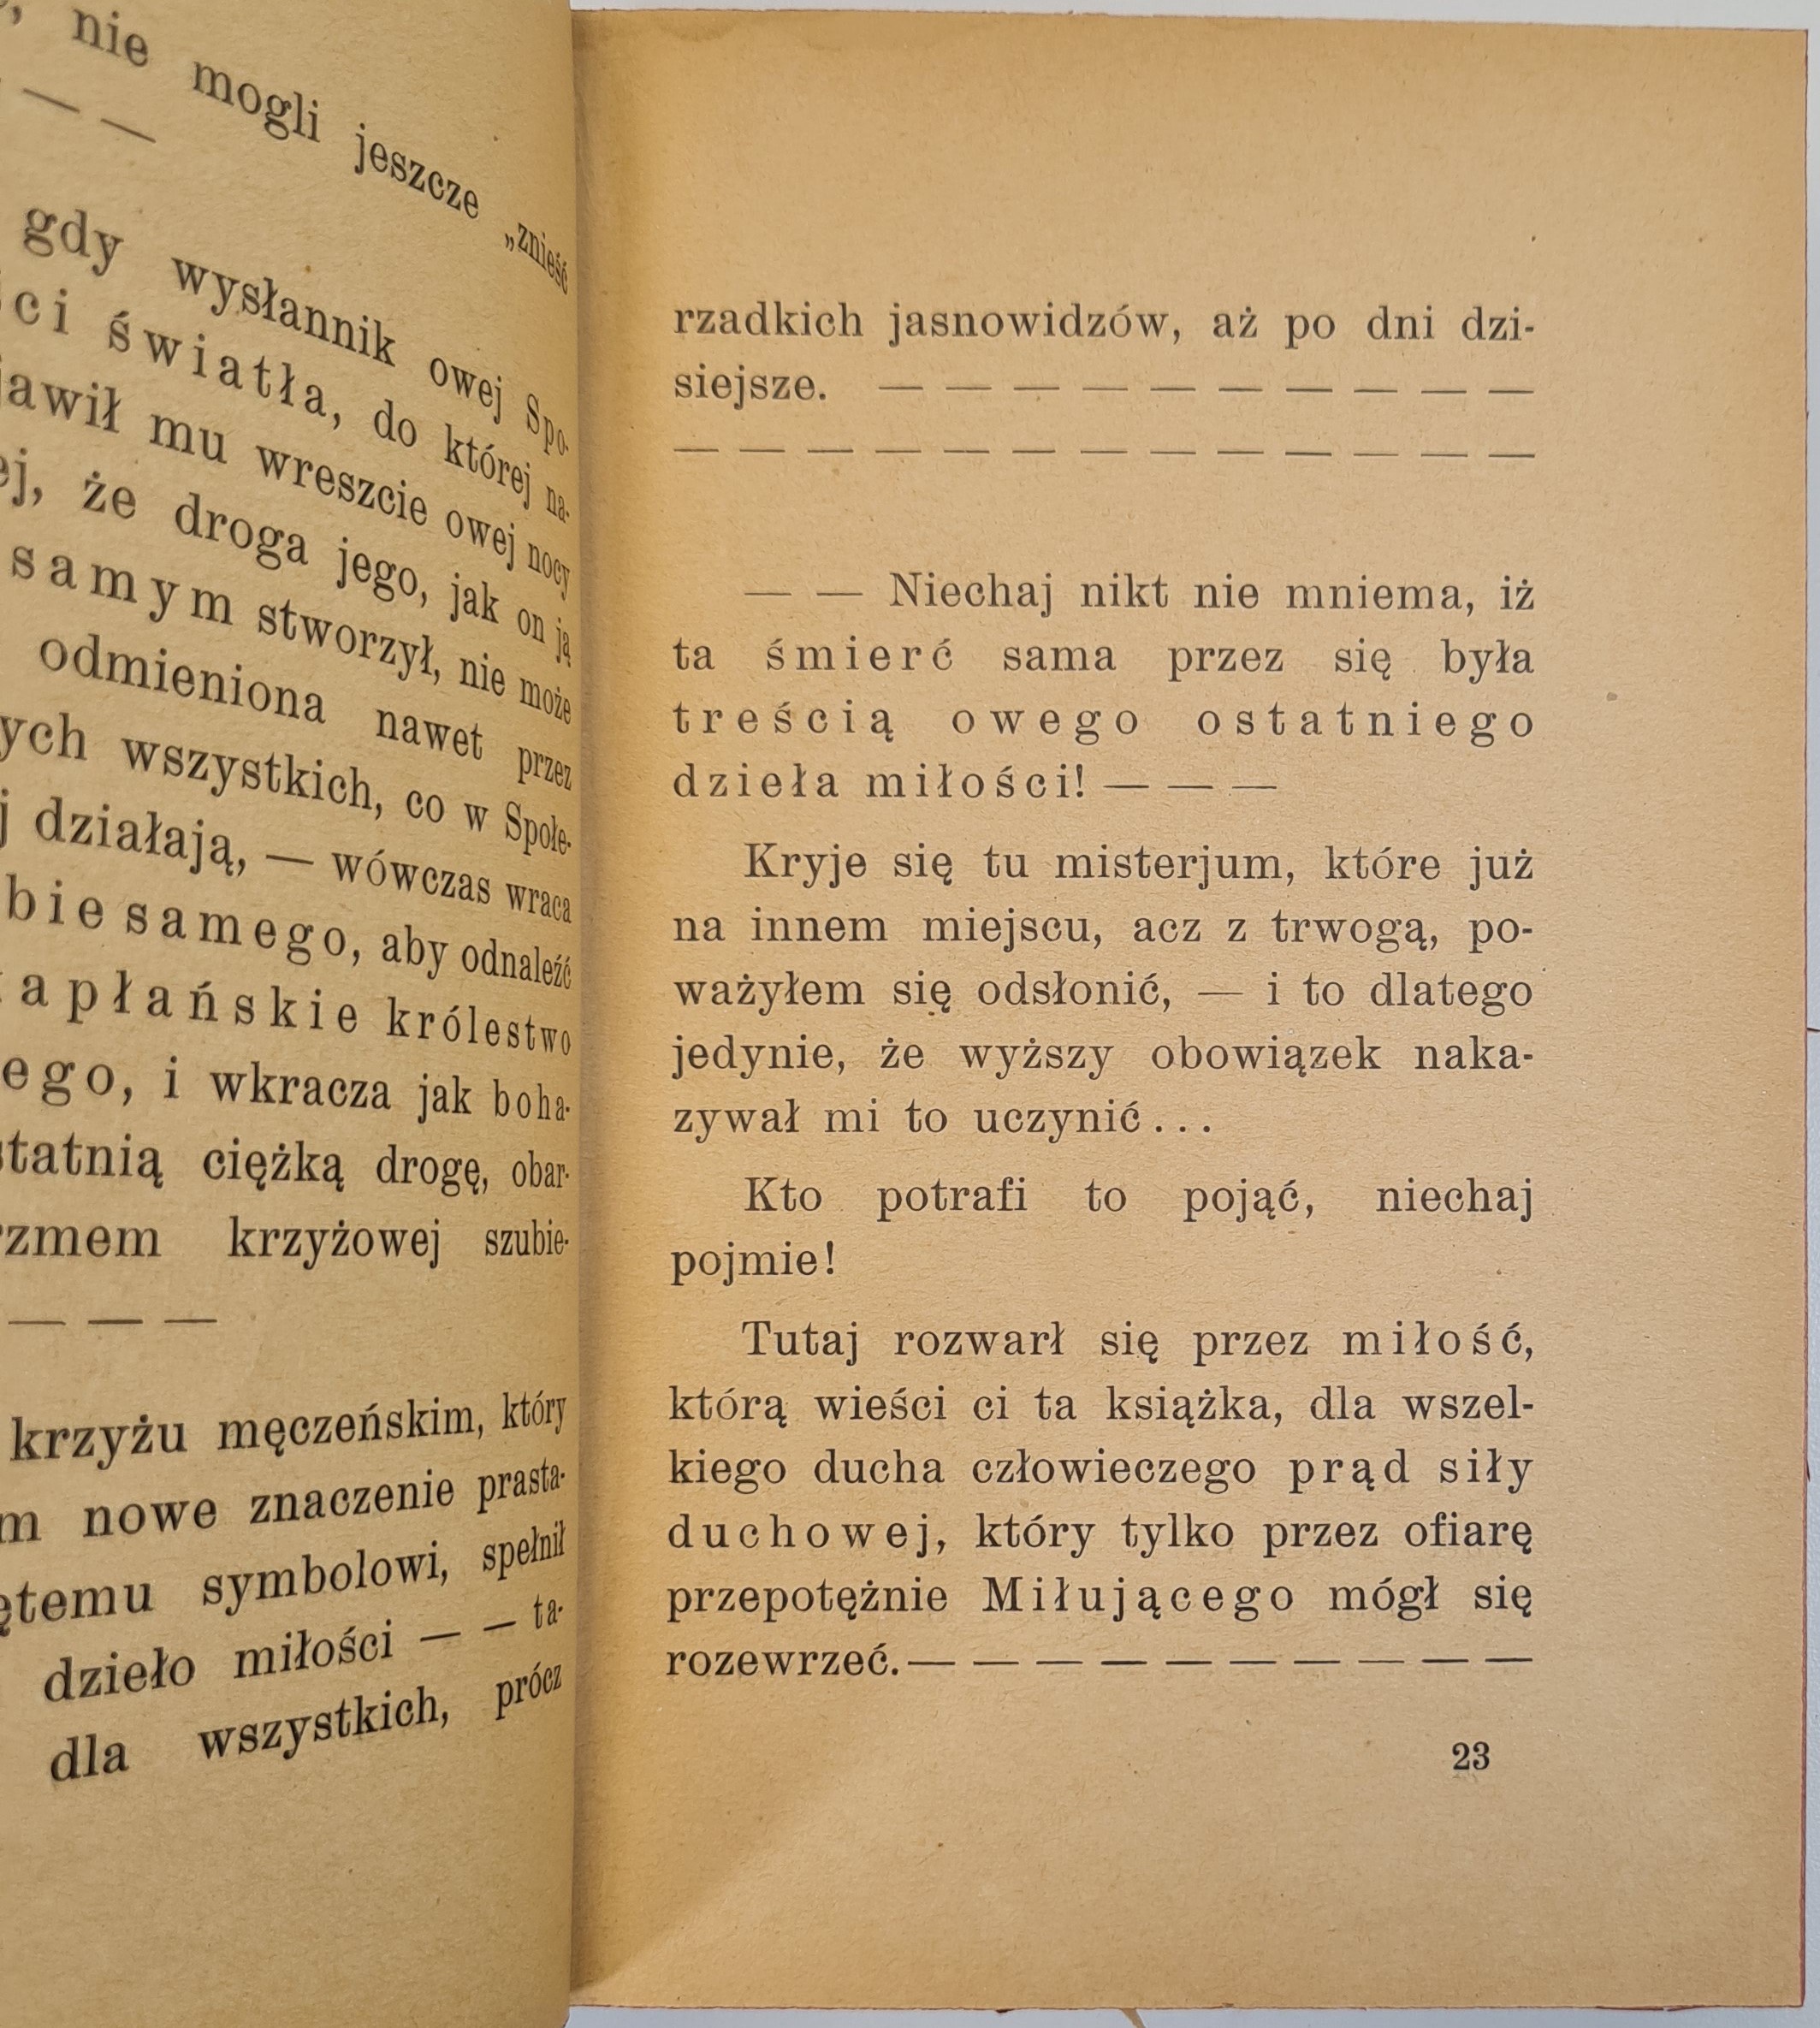 nie mogli jeszcze „znieść
— —
gdy wysłannik owej Spo-
ci światła, do której na-
jawił mu wreszcie owej nocy
że droga jego, jak on ją
samym stworzył, nie może
odmieniona nawet przez
ych wszystkich, co w Społe-
j działają, — wówczas wraca
bie samego, aby odnaleźć
apłańskie królestwo
ego, i wkracza jak boha-
statnią ciężką drogę, obar-
rzmem krzyżowej szubie-
— — —
krzyżu męczeńskim, który
m nowe znaczenie prasta-
ętemu symbolowi, spełnił
dzieło miłości — — ta-
dla wszystkich, prócz
rzadkich jasnowidzów, aż po dni dzi-
siejsze. — — — — — — — — — —
— — — — — — — — — — — — —
— — Niechaj nikt nie mniema, iż
ta śmierć sama przez się była
treścią owego ostatniego
dzieła miłości! — — —
Kryje się tu misterjum, które już
na innem miejscu, acz z trwogą, po-
ważyłem się odsłonić, — i to dlatego
jedynie, że wyższy obowiązek naka-
zywał mi to uczynić...
Kto potrafi to pojąć, niechaj
pojmie!
Tutaj rozwarł się przez miłość,
którą wieści ci ta książka, dla wszel-
kiego ducha człowieczego prąd siły
duchowej, który tylko przez ofiarę
przepotężnie Miłującego mógł się
rozewrzeć. — — — — — — — — — —
23